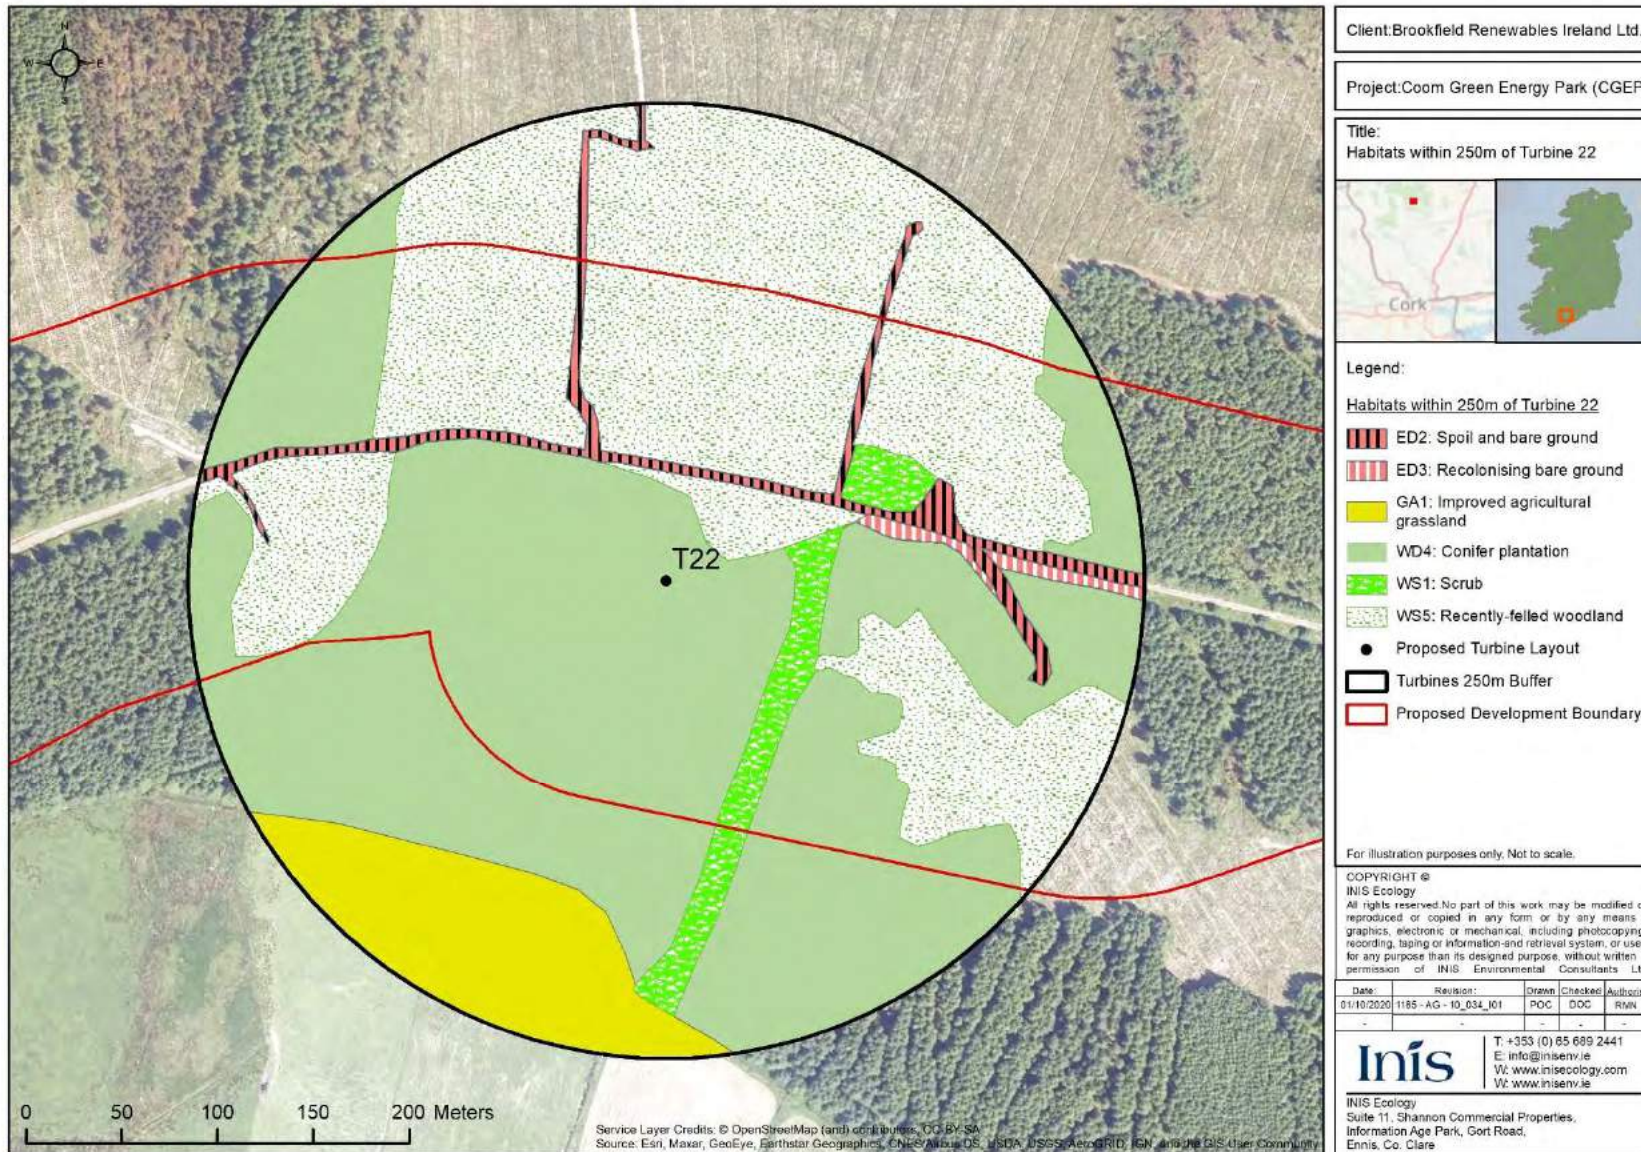 N
W
E
S
T22
0 50 100 150 200 Meters
Service Layer Credits: © OpenStreetMap (and) contributors, CC-BY-SA
Source: Esri, Maxar, GeoEye, Earthstar Geographics, CNES/Airbus DS, USDA, USGS, AeroGRID, IGN, and the GIS User Community
Client:Brookfield Renewables Ireland Ltd.
Project:Coom Green Energy Park (CGEP
Title:
Habitats within 250m of Turbine 22
Cork
Legend:
Habitats within 250m of Turbine 22
ED2: Spoil and bare ground
ED3: Recolonising bare ground
GA1: Improved agricultural
grassland
WD4: Conifer plantation
WS1: Scrub
WS5: Recently-felled woodland
Proposed Turbine Layout
Turbines 250m Buffer
Proposed Development Boundary
For illustration purposes only, Not to scale.
COPYRIGHT ©
INIS Ecology
All rights reserved.No part of this work may be modified o
reproduced or copied in any form or by any means
graphics, electronic or mechanical, including photocopying
recording, taping or information-and retrieval system, or use
for any purpose than its designed purpose, without written
permission of INIS Environmental Consultants Lt
Date: Revision: Drawn Checked Authoris
01/10/2020 1185 - AG - 10_034_I01 POC DOC RMN
- - - - -
Inis
T: +353 (0) 65 689 2441
E: info@inisenv.ie
W: www.inisecology.com
W: www.inisenv.ie
INIS Ecology
Suite 11, Shannon Commercial Properties,
Information Age Park, Gort Road,
Ennis, Co. Clare